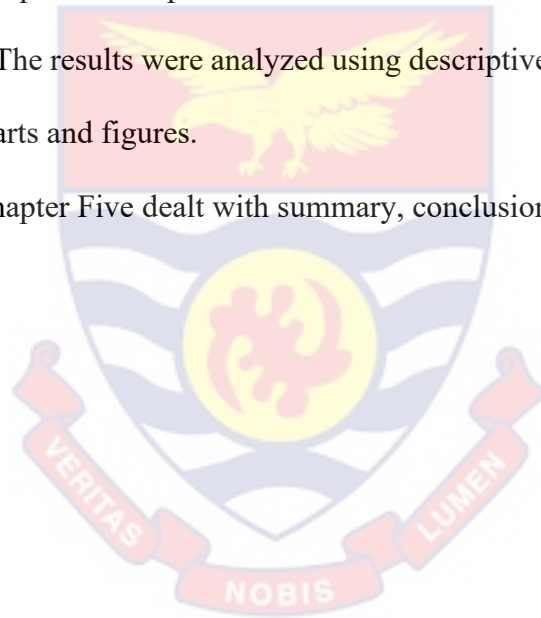 The results were analyzed using descriptive
arts and figures.
hapter Five dealt with summary, conclusion
VERITAS
NOBIS
LUMEN